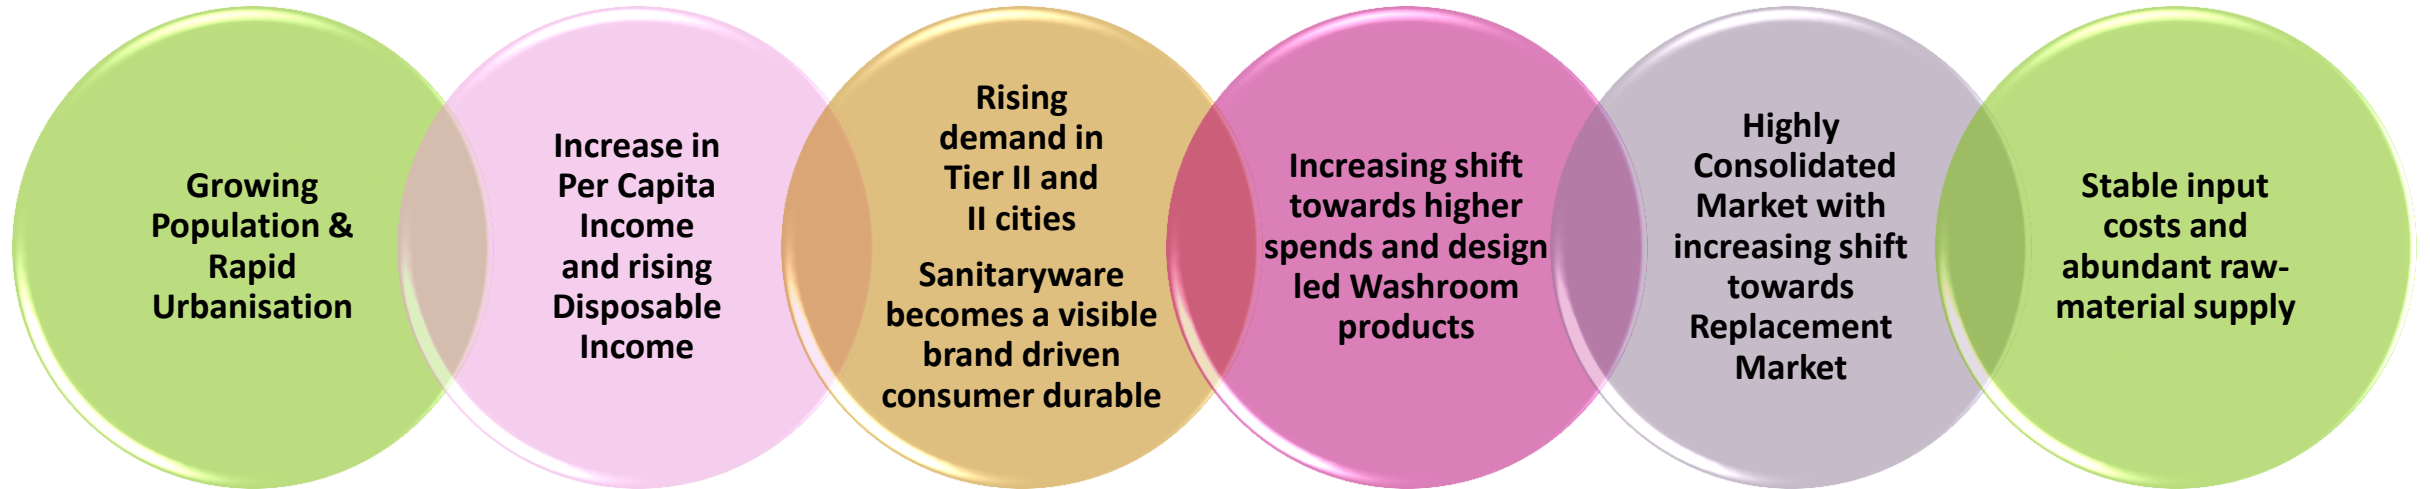 Growing
Population &
Rapid
Urbanisation
Increase in
Per Capita
Income
and rising
Disposable
Income
Rising
demand in
Tier II and
II cities
Sanitaryware
becomes a visible
brand driven
consumer durable
Increasing shift
towards higher
spends and design
led Washroom
products
Highly
Consolidated
Market with
increasing shift
towards
Replacement
Market
Stable input
costs and
abundant raw-
material supply